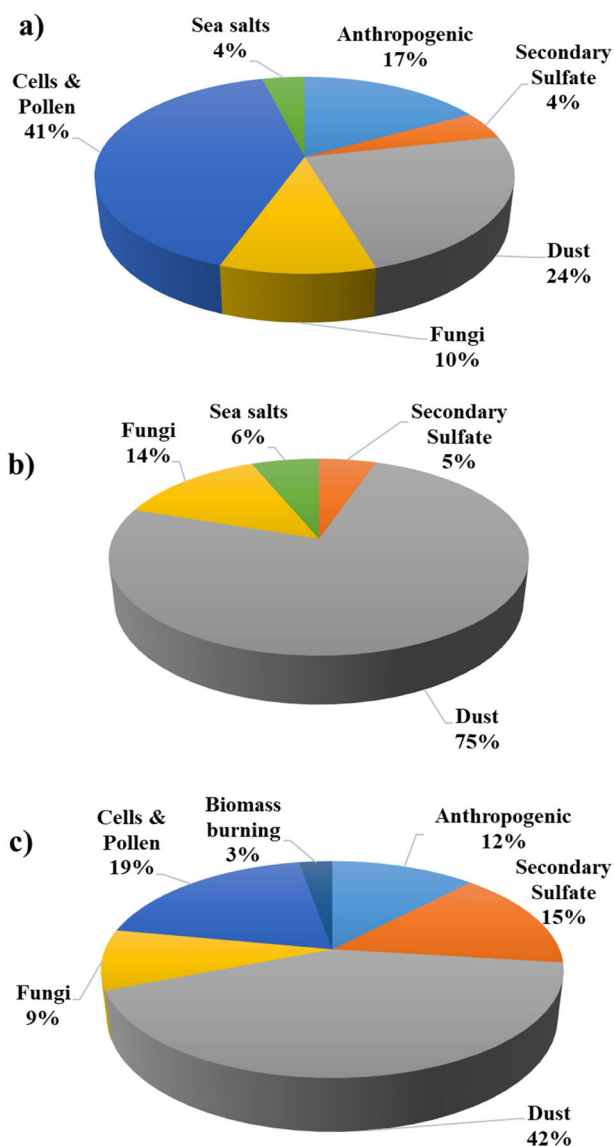 a)
Sea salts
4%
Anthropogenic
17%
Secondary
Sulfate
4%
Cells &
Pollen
41%
Dust
24%
Fungi
10%
b)
Fungi
14%
Sea salts
6%
Secondary
Sulfate
5%
Dust
75%
c)
Cells &
Pollen
19%
Biomass
burning
3%
Anthropogenic
12%
Secondary
Sulfate
15%
Fungi
9%
Dust
42%